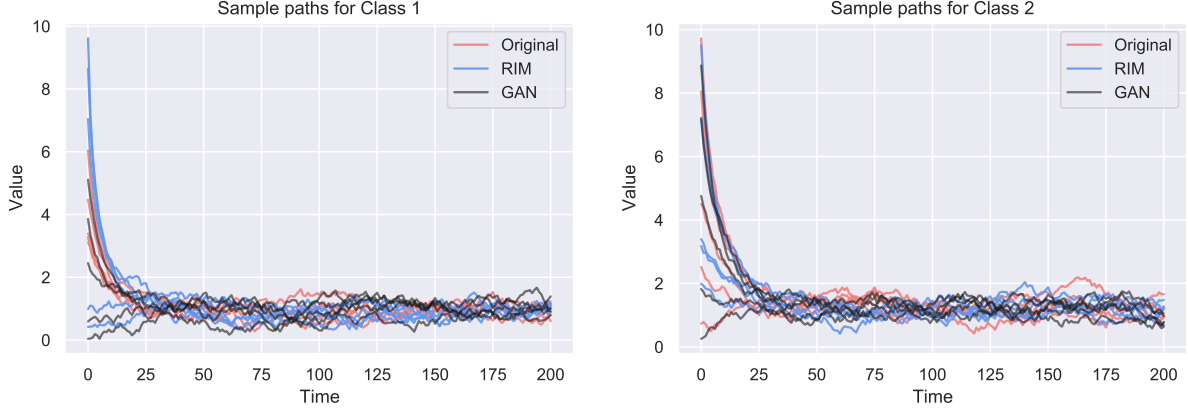 Sample paths for Class 1
10
8
6
4
2
0
Value
Original
RIM
GAN
0 25 50 75 100 125 150 175 200
Time
Sample paths for Class 2
10
8
6
4
2
0
Value
Original
RIM
GAN
0 25 50 75 100 125 150 175 200
Time